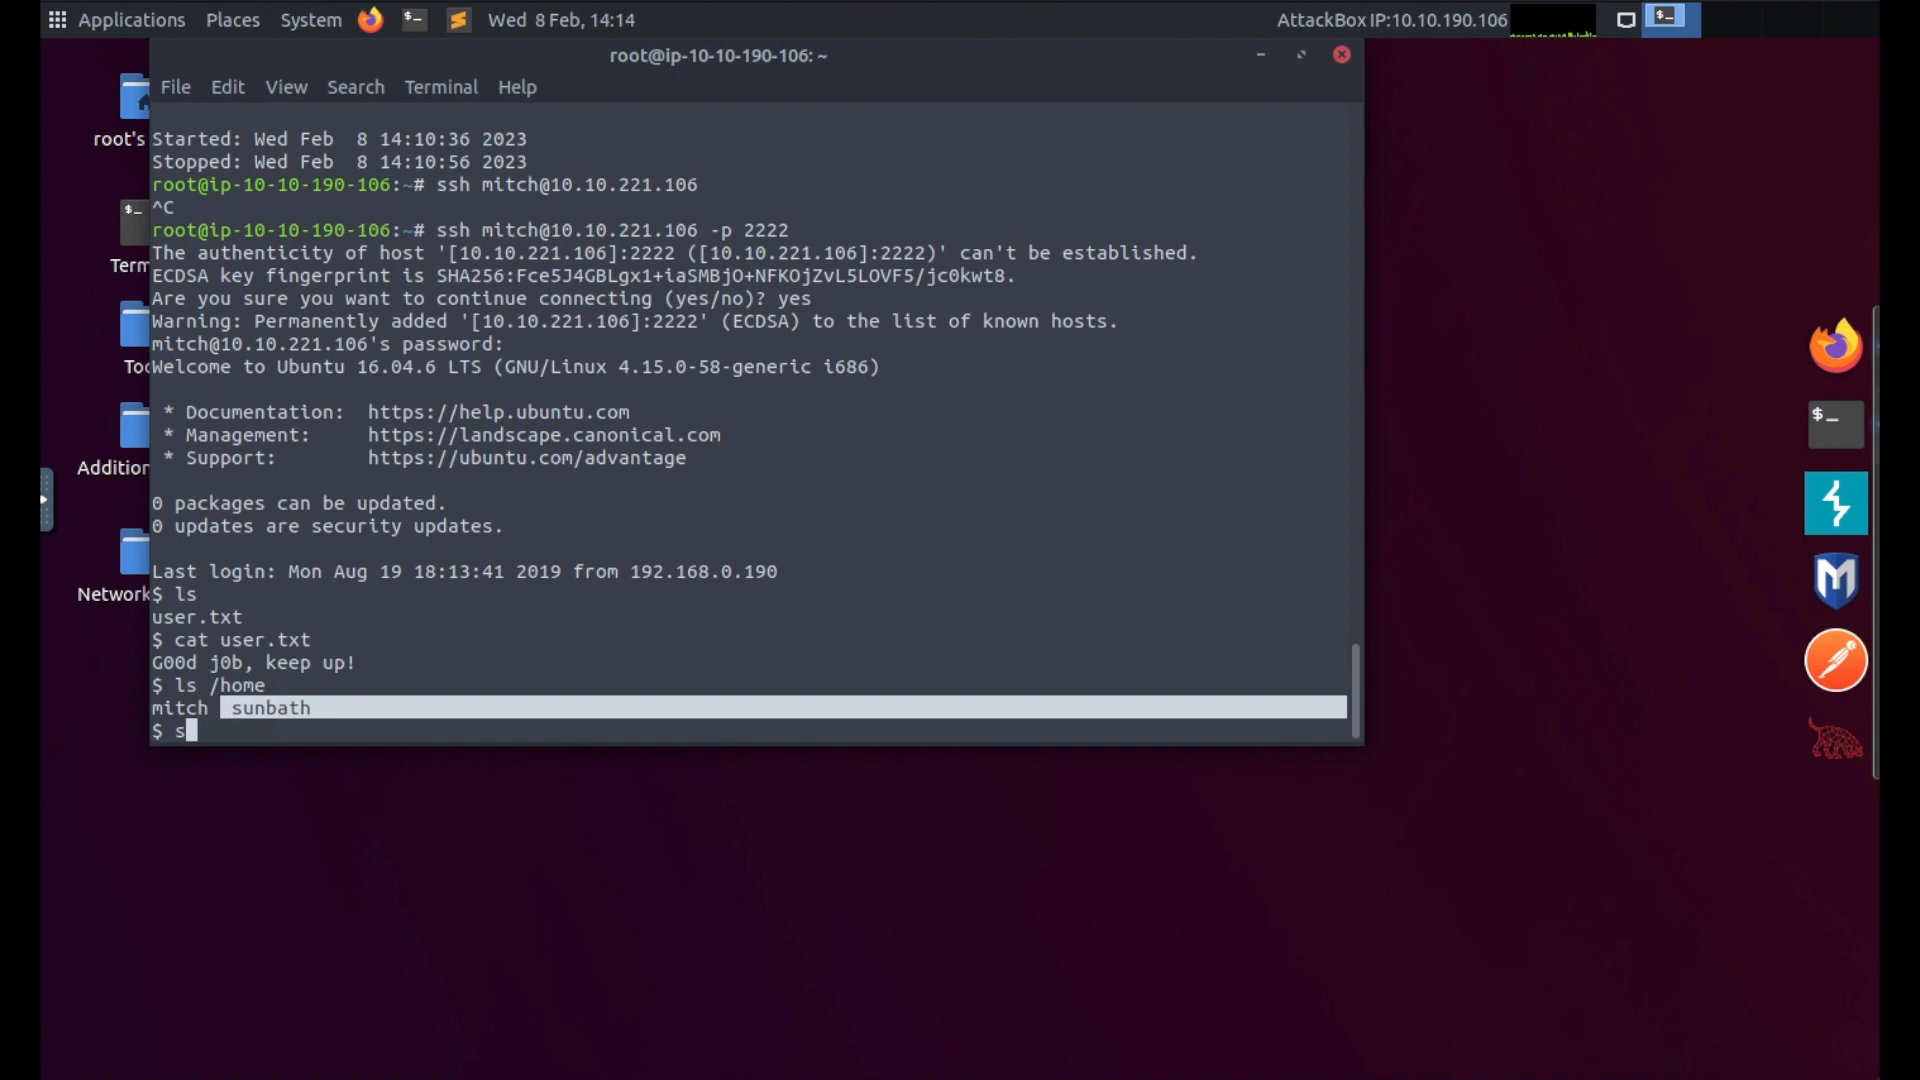 Applications Places System Wed 8 Feb, 14:14 AttackBox IP:10.10.190.106
root@ip-10-10-190-106: ~
File Edit View Search Terminal Help
Started: Wed Feb  8 14:10:36 2023
Stopped: Wed Feb  8 14:10:56 2023
root@ip-10-10-190-106:~# ssh mitch@10.10.221.106
^C
root@ip-10-10-190-106:~# ssh mitch@10.10.221.106 -p 2222
The authenticity of host '[10.10.221.106]:2222 ([10.10.221.106]:2222)' can't be established.
ECDSA key fingerprint is SHA256:Fce5J4GBLgx1+iaSMBjO+NFKOjZvL5LOVF5/jc0kwt8.
Are you sure you want to continue connecting (yes/no)? yes
Warning: Permanently added '[10.10.221.106]:2222' (ECDSA) to the list of known hosts.
mitch@10.10.221.106's password:
Welcome to Ubuntu 16.04.6 LTS (GNU/Linux 4.15.0-58-generic i686)
 * Documentation:  https://help.ubuntu.com
 * Management:     https://landscape.canonical.com
 * Support:        https://ubuntu.com/advantage
0 packages can be updated.
0 updates are security updates.
Last login: Mon Aug 19 18:13:41 2019 from 192.168.0.190
$ ls
user.txt
$ cat user.txt
G00d j0b, keep up!
$ ls /home
mitch  sunbath
$ s
root's
Term
Too
Addition
Network
$_
$_
$_
$_